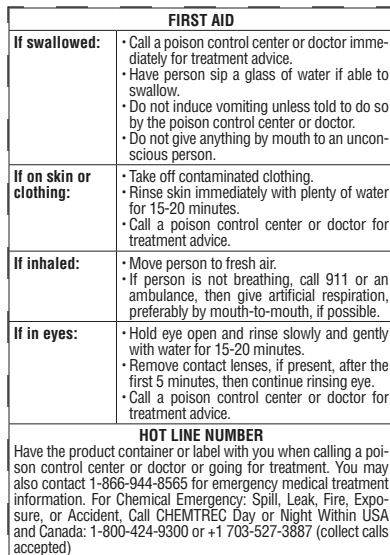 FIRST AID
If swallowed:
• Call a poison control center or doctor imme-
diately for treatment advice.
• Have person sip a glass of water if able to
swallow.
• Do not induce vomiting unless told to do so
by the poison control center or doctor.
• Do not give anything by mouth to an uncon-
scious person.
If on skin or
clothing:
• Take off contaminated clothing.
• Rinse skin immediately with plenty of water
for 15-20 minutes.
• Call a poison control center or doctor for
treatment advice.
If inhaled:
• Move person to fresh air.
• If person is not breathing, call 911 or an
ambulance, then give artificial respiration,
preferably by mouth-to-mouth, if possible.
If in eyes:
• Hold eye open and rinse slowly and gently
with water for 15-20 minutes.
• Remove contact lenses, if present, after the
first 5 minutes, then continue rinsing eye.
• Call a poison control center or doctor for
treatment advice.
HOT LINE NUMBER
Have the product container or label with you when calling a poi-
son control center or doctor or going for treatment. You may
also contact 1-866-944-8565 for emergency medical treatment
information. For Chemical Emergency: Spill, Leak, Fire, Expo-
sure, or Accident, Call CHEMTREC Day or Night Within USA
and Canada: 1-800-424-9300 or +1 703-527-3887 (collect calls
accepted)